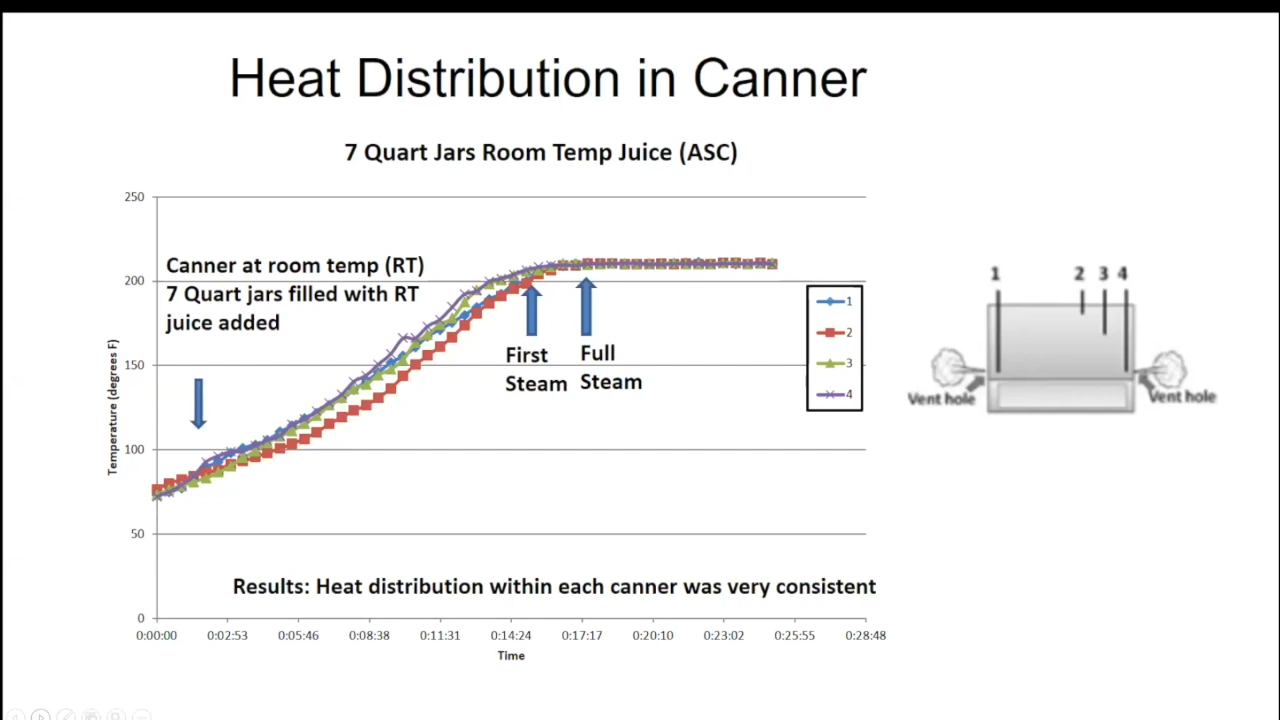 Heat Distribution in Canner
7 Quart Jars Room Temp Juice (ASC)
250
200
150
100
50
0
Temperature (degrees F)
Canner at room temp (RT)
7 Quart jars filled with RT
juice added
First
Steam
Full
Steam
1
2
3
4
Results: Heat distribution within each canner was very consistent
0:00:00 0:02:53 0:05:46 0:08:38 0:11:31 0:14:24 0:17:17 0:20:10 0:23:02 0:25:55 0:28:48
Time
1 2 3 4
Vent hole
Vent hole